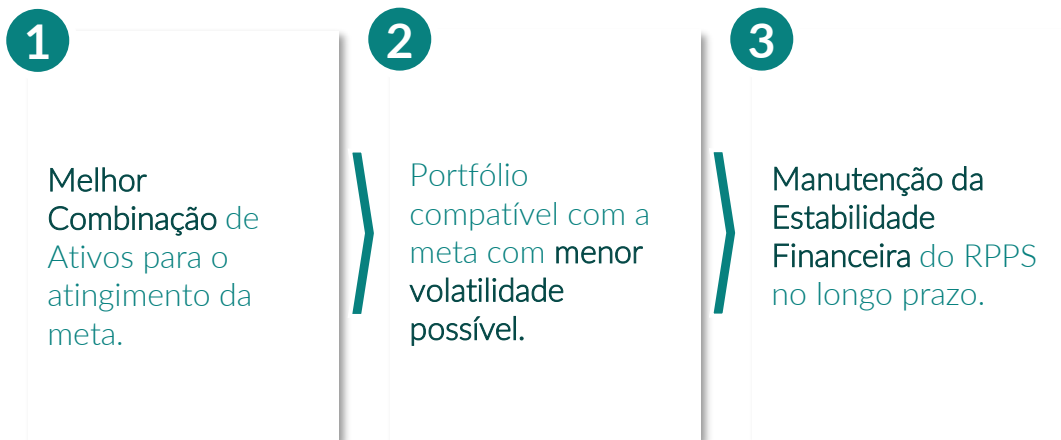 1
Melhor
Combinação de
Ativos para o
atingimento da
meta.
2
Portfólio
compatível com a
meta com menor
volatilidade
possível.
3
Manutenção da
Estabilidade
Financeira do RPPS
no longo prazo.